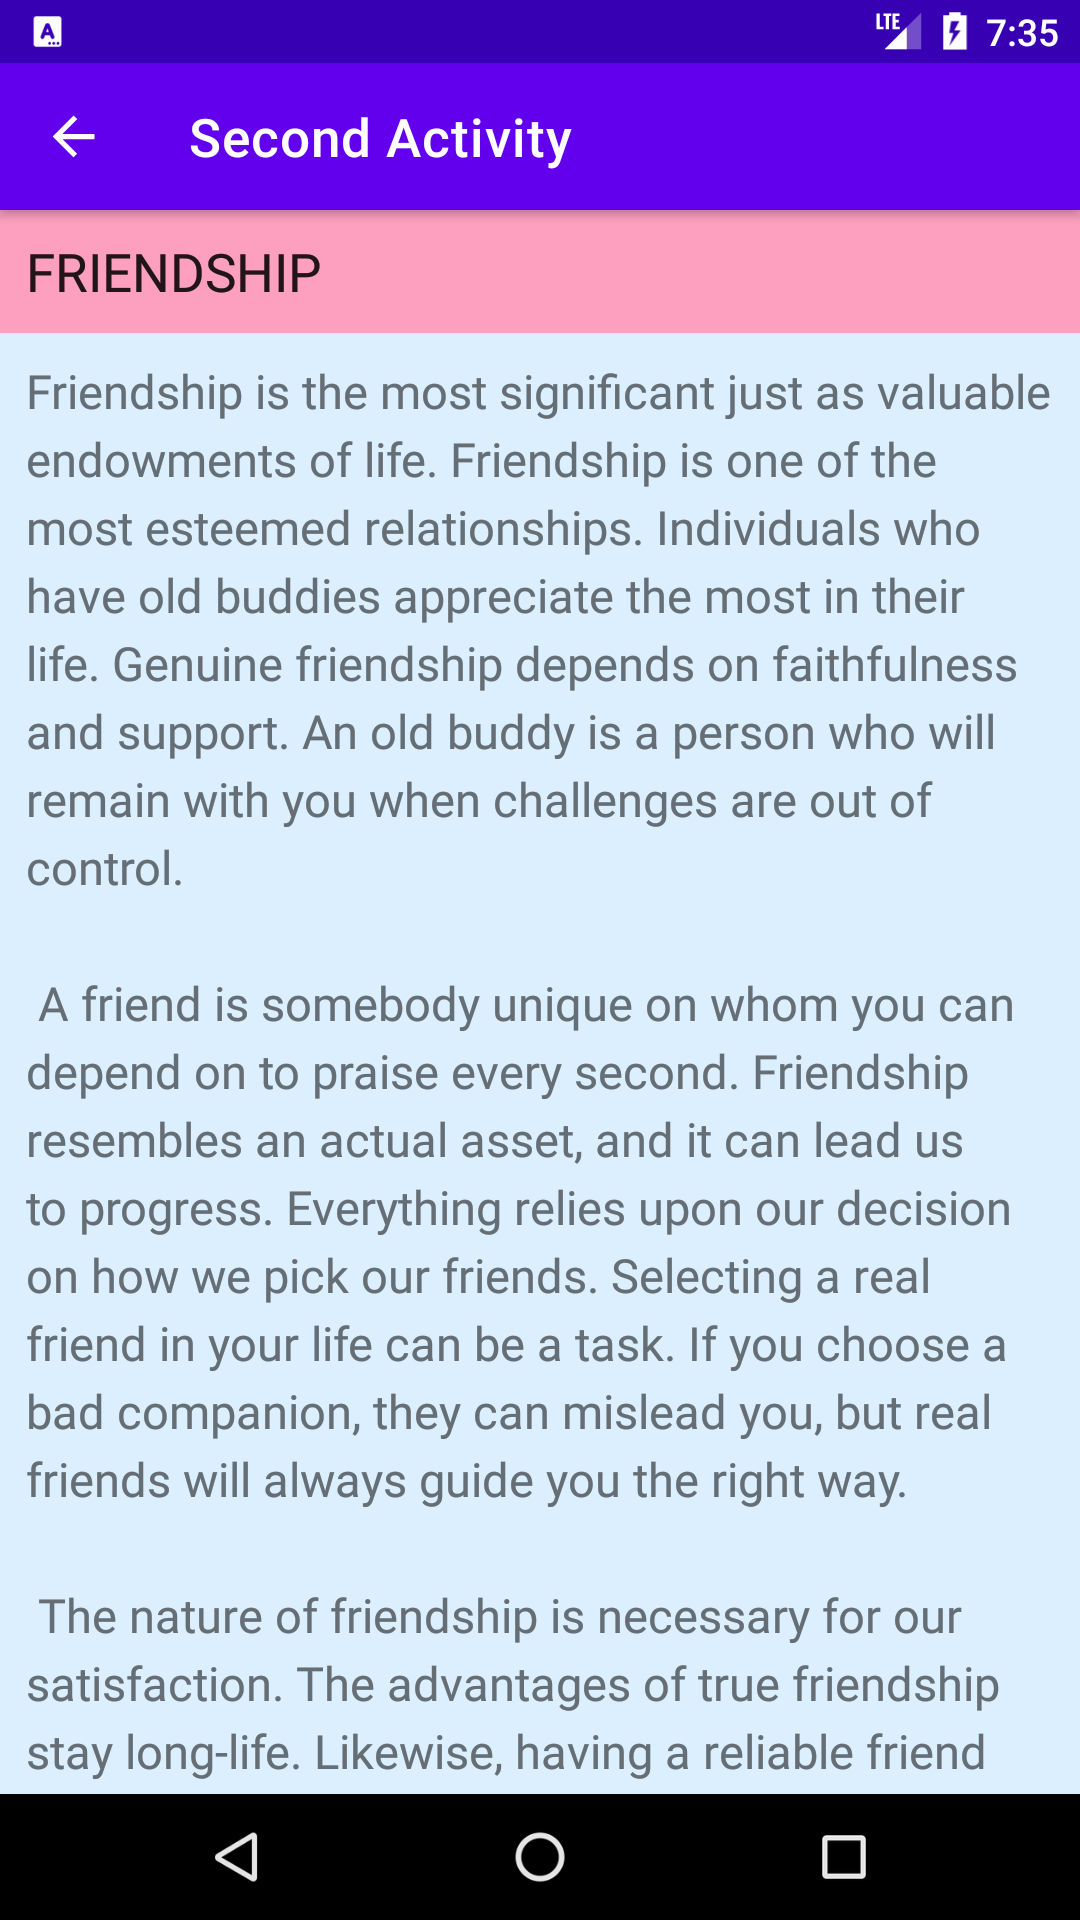 LTE 7:35
Second Activity
FRIENDSHIP
Friendship is the most significant just as valuable
endowments of life. Friendship is one of the
most esteemed relationships. Individuals who
have old buddies appreciate the most in their
life. Genuine friendship depends on faithfulness
and support. An old buddy is a person who will
remain with you when challenges are out of
control.
A friend is somebody unique on whom you can
depend on to praise every second. Friendship
resembles an actual asset, and it can lead us
to progress. Everything relies upon our decision
on how we pick our friends. Selecting a real
friend in your life can be a task. If you choose a
bad companion, they can mislead you, but real
friends will always guide you the right way.
The nature of friendship is necessary for our
satisfaction. The advantages of true friendship
stay long-life. Likewise, having a reliable friend